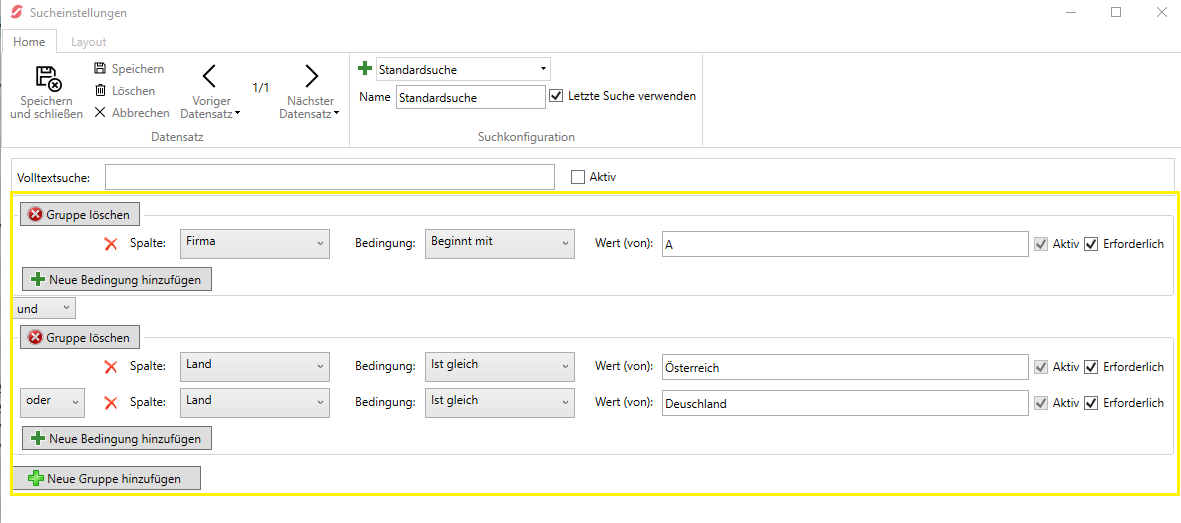 Sucheinstellungen
Home Layout
Speichern und schließen
Speichern
Löschen
Abbrechen
Voriger Datensatz
1/1
Nächster Datensatz
Datensatz
Standardsuche
Name Standardsuche Letzte Suche verwenden
Suchkonfiguration
Volltextsuche: Aktiv
Gruppe löschen
Spalte: Firma Bedingung: Beginnt mit Wert (von): A Aktiv Erforderlich
Neue Bedingung hinzufügen
und
Gruppe löschen
Spalte: Land Bedingung: Ist gleich Wert (von): Österreich Aktiv Erforderlich
oder Spalte: Land Bedingung: Ist gleich Wert (von): Deuschland Aktiv Erforderlich
Neue Bedingung hinzufügen
Neue Gruppe hinzufügen